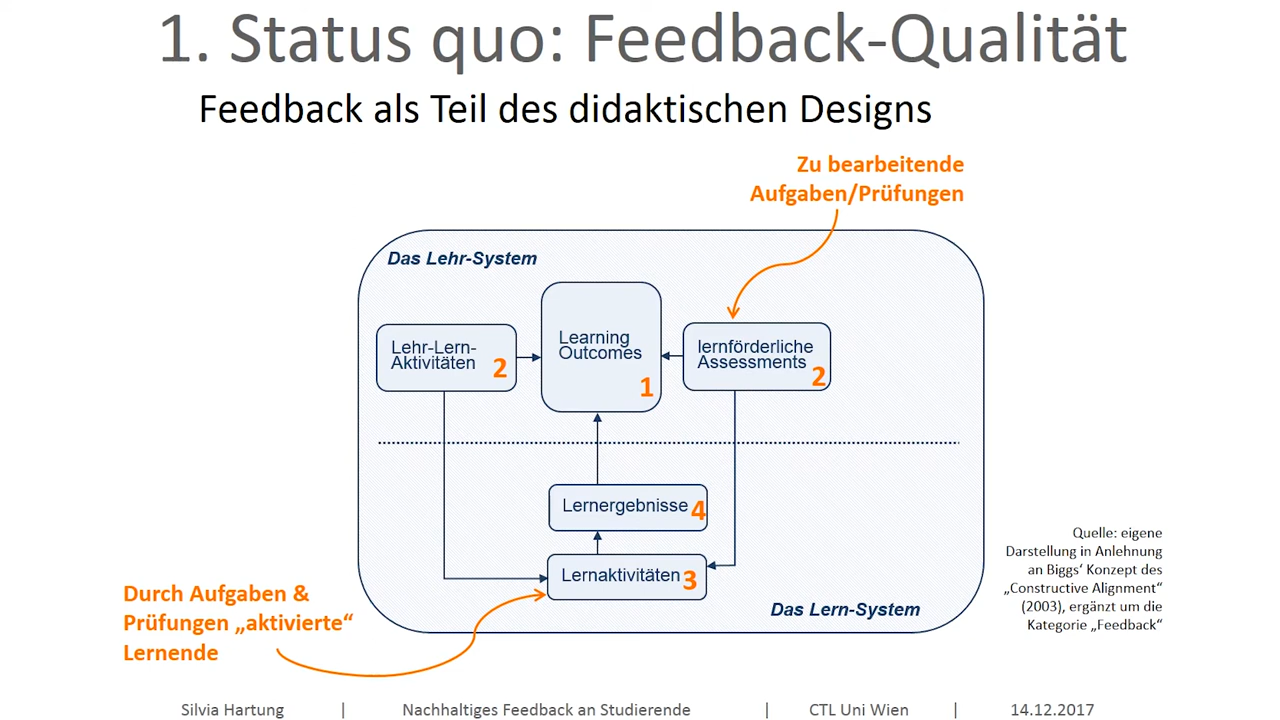 1. Status quo: Feedback-Qualität
Feedback als Teil des didaktischen Designs
Zu bearbeitende
Aufgaben/Prüfungen
Das Lehr-System
Lehr-Lern-
Aktivitäten 2
Learning
Outcomes
1
lernförderliche
Assessments 2
Lernergebnisse 4
Lernaktivitäten 3
Das Lern-System
Durch Aufgaben &
Prüfungen „aktivierte“
Lernende
Quelle: eigene
Darstellung in Anlehnung
an Biggs‘ Konzept des
„Constructive Alignment“
(2003), ergänzt um die
Kategorie „Feedback“
Silvia Hartung | Nachhaltiges Feedback an Studierende | CTL Uni Wien | 14.12.2017